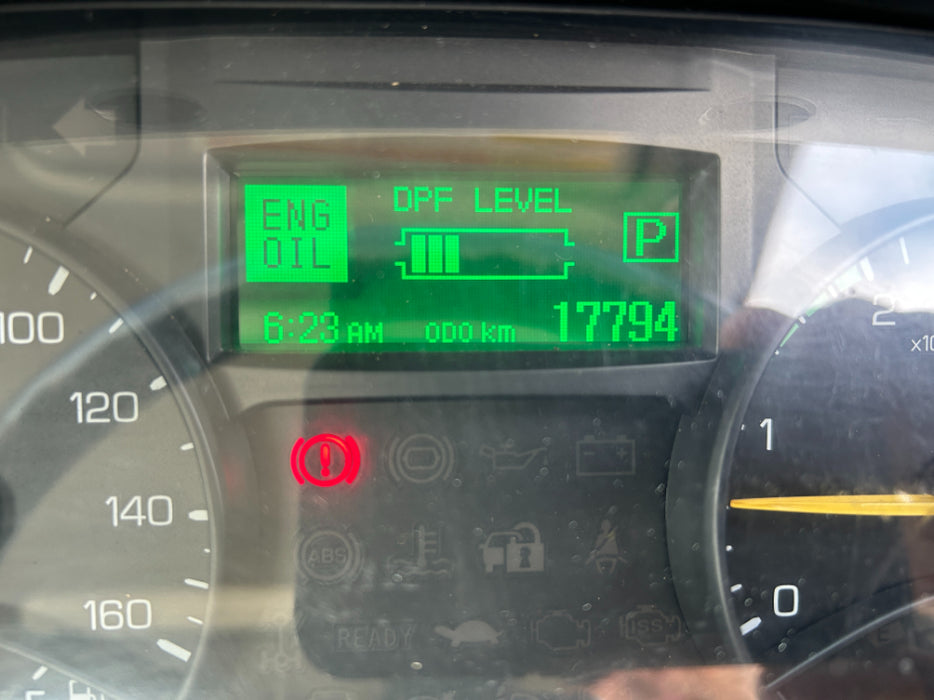 DPF LEVEL
ENG
OIL
P
6:23 AM ODO km 17794
100
120
140
160
2
1
0
ABS
READY
ISS